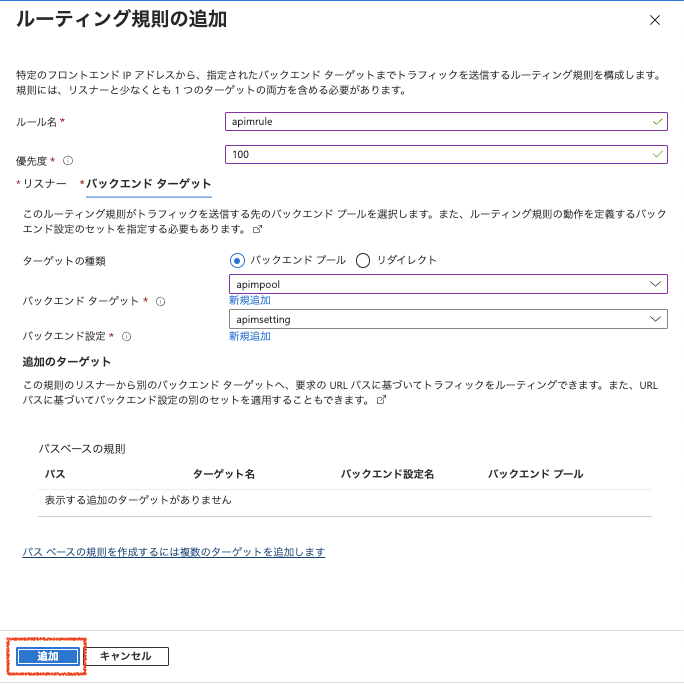 ルーティング規則の追加
特定のフロントエンド IP アドレスから、指定されたバックエンド ターゲットまでトラフィックを送信するルーティング規則を構成します。
規則には、リスナーと少なくとも 1 つのターゲットの両方を含める必要があります。
ルール名 *
apimrule
優先度 *
100
* リスナー
* バックエンド ターゲット
このルーティング規則がトラフィックを送信する先のバックエンド プールを選択します。また、ルーティング規則の動作を定義するバック
エンド設定のセットを指定する必要もあります。
ターゲットの種類
バックエンド プール
リダイレクト
apimpool
バックエンド ターゲット *
新規追加
apimsetting
バックエンド設定 *
新規追加
追加のターゲット
この規則のリスナーから別のバックエンド ターゲットへ、要求の URL パスに基づいてトラフィックをルーティングできます。また、URL
パスに基づいてバックエンド設定の別のセットを適用することもできます。
パスベースの規則
パス ターゲット名 バックエンド設定名 バックエンド プール
表示する追加のターゲットがありません
パス ベースの規則を作成するには複数のターゲットを追加します
追加
キャンセル